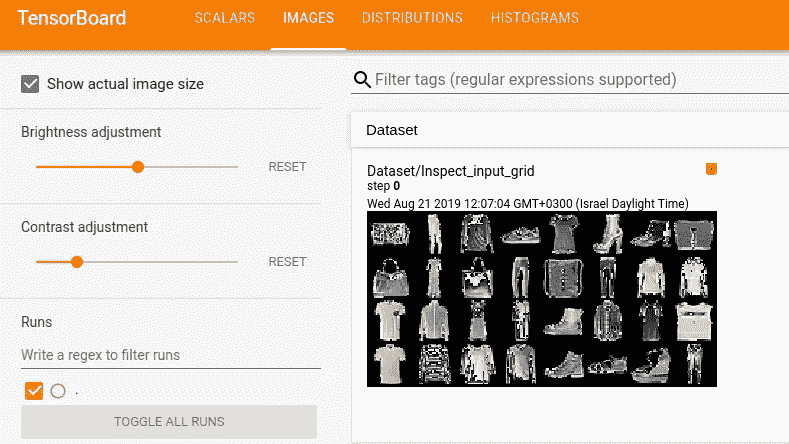 TensorBoard SCALARS IMAGES DISTRIBUTIONS HISTOGRAMS
Show actual image size
Filter tags (regular expressions supported)
Brightness adjustment
RESET
Contrast adjustment
RESET
Runs
Write a regex to filter runs
.
TOGGLE ALL RUNS
Dataset
Dataset/Inspect_input_grid
step 0
Wed Aug 21 2019 12:07:04 GMT+0300 (Israel Daylight Time)